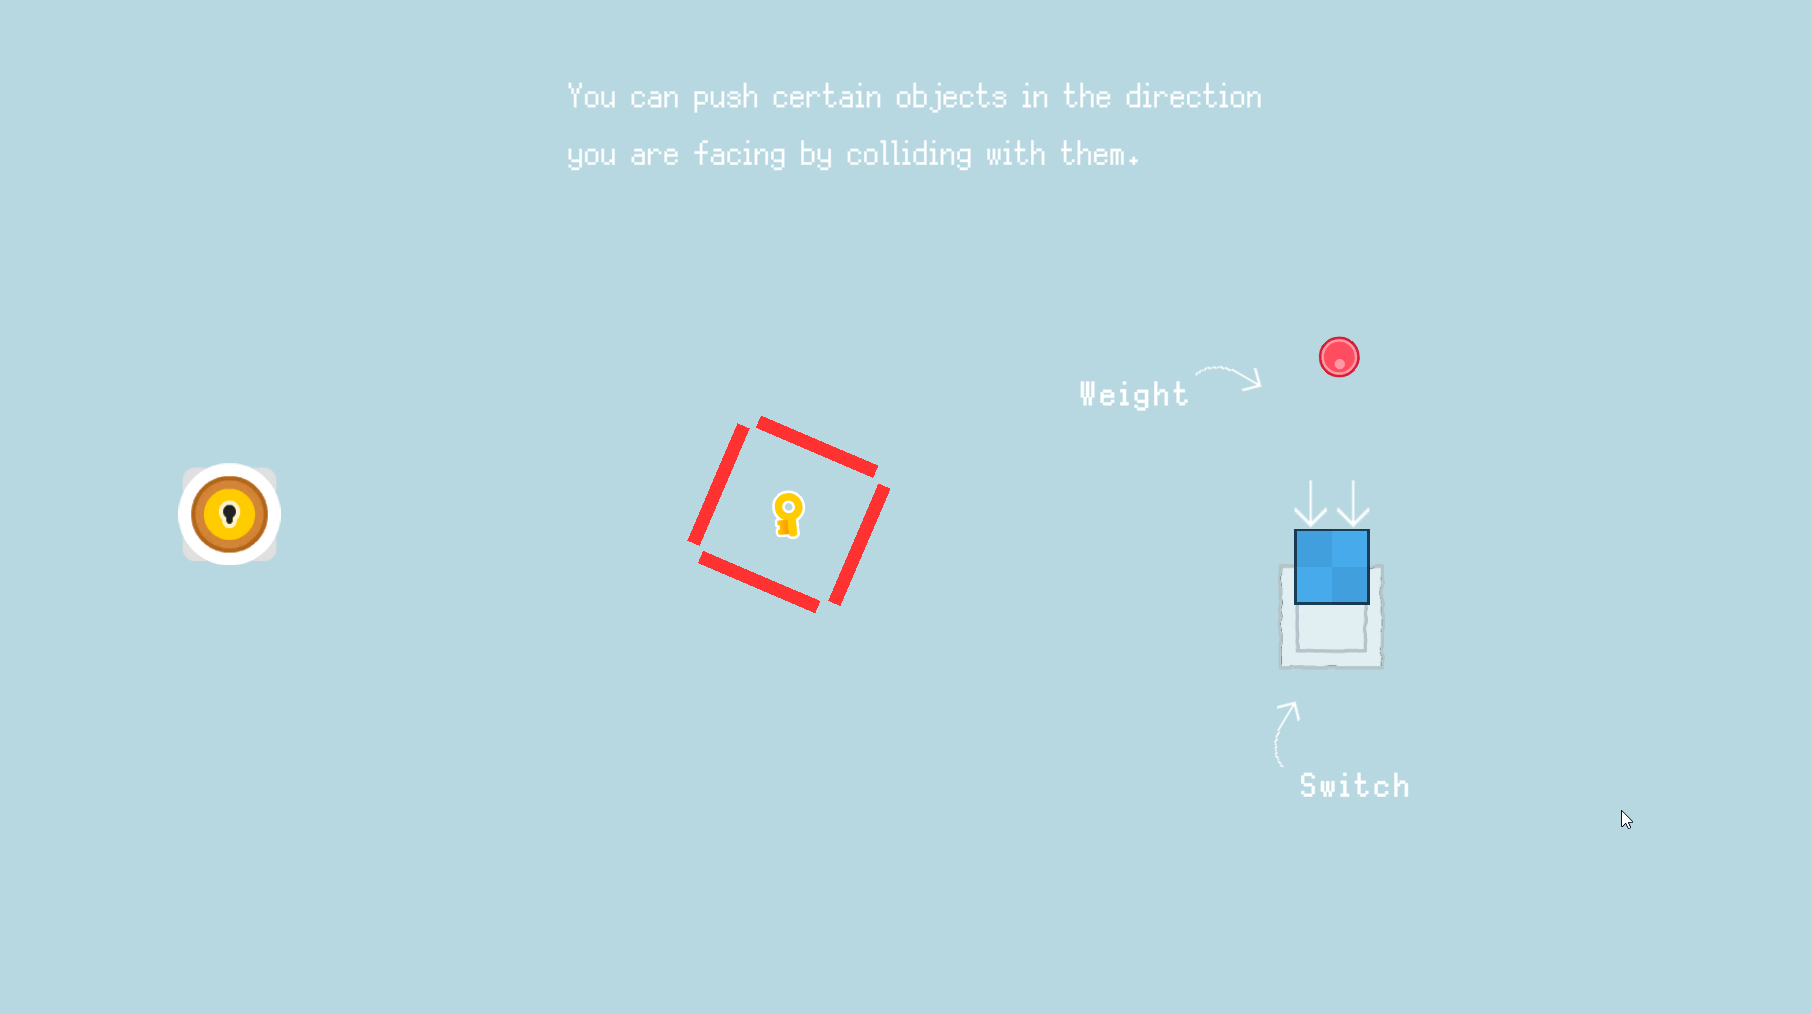 You can push certain objects in the direction
you are facing by colliding with them.
Weight
Switch